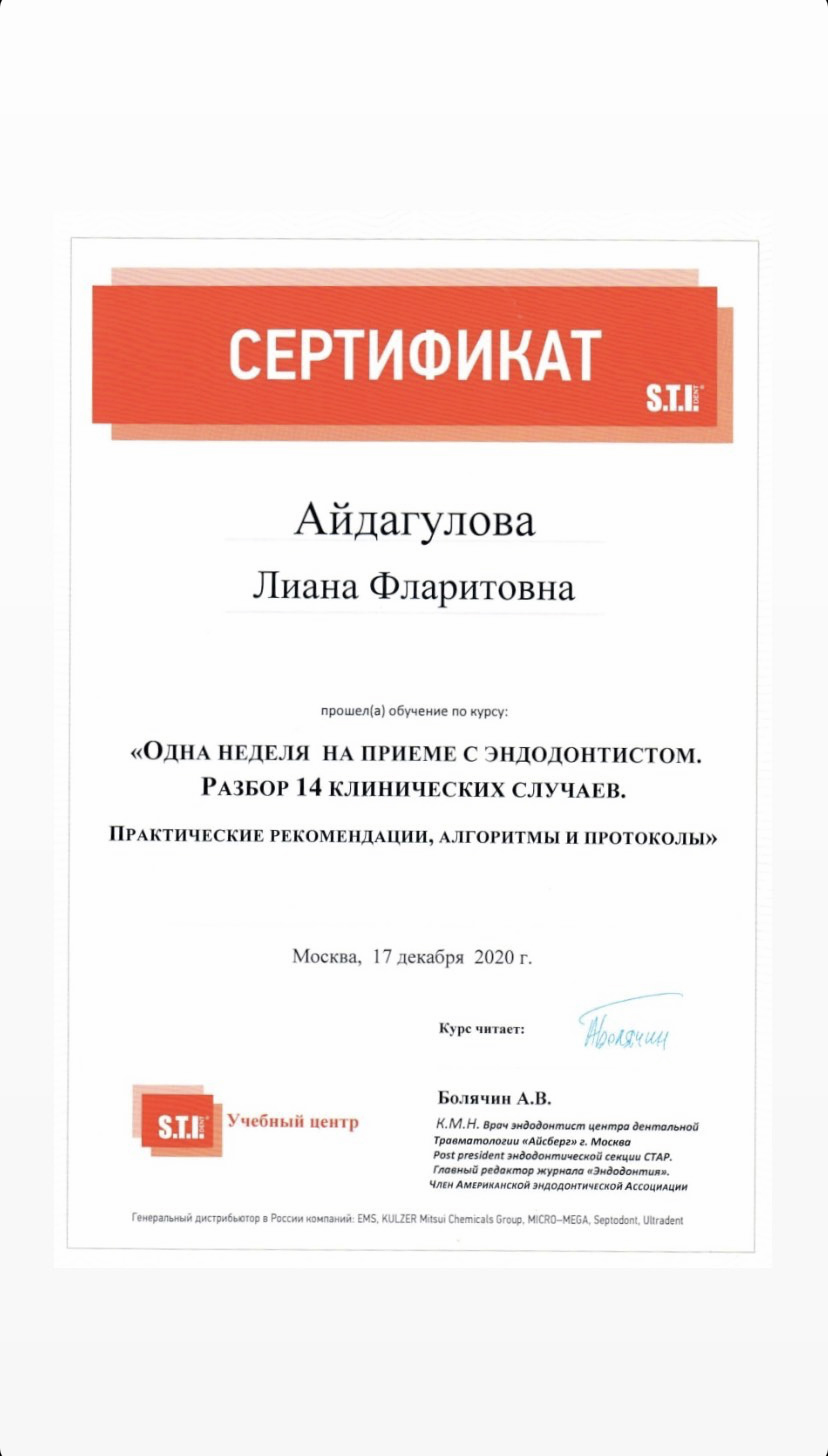 СЕРТИФИКАТ
S.T.I. DENT®
Айдагулова
Лиана Фларитовна
прошел(а) обучение по курсу:
«Одна неделя на приеме с эндодонтистом.
Разбор 14 клинических случаев.
Практические рекомендации, алгоритмы и протоколы»
Москва, 17 декабря 2020 г.
Курс читает:
Аболячин
Болячин А.В.
К.М.Н. Врач эндодонтист центра дентальной
Травматологии «Айсберг» г. Москва
Post president эндодонтической секции СТАР.
Главный редактор журнала «Эндодонтия».
Член Американской эндодонтической Ассоциации
S.T.I. DENT®
Учебный центр
Генеральный дистрибьютор в России компаний: EMS, KULZER Mitsui Chemicals Group, MICRO–MEGA, Septodont, Ultradent